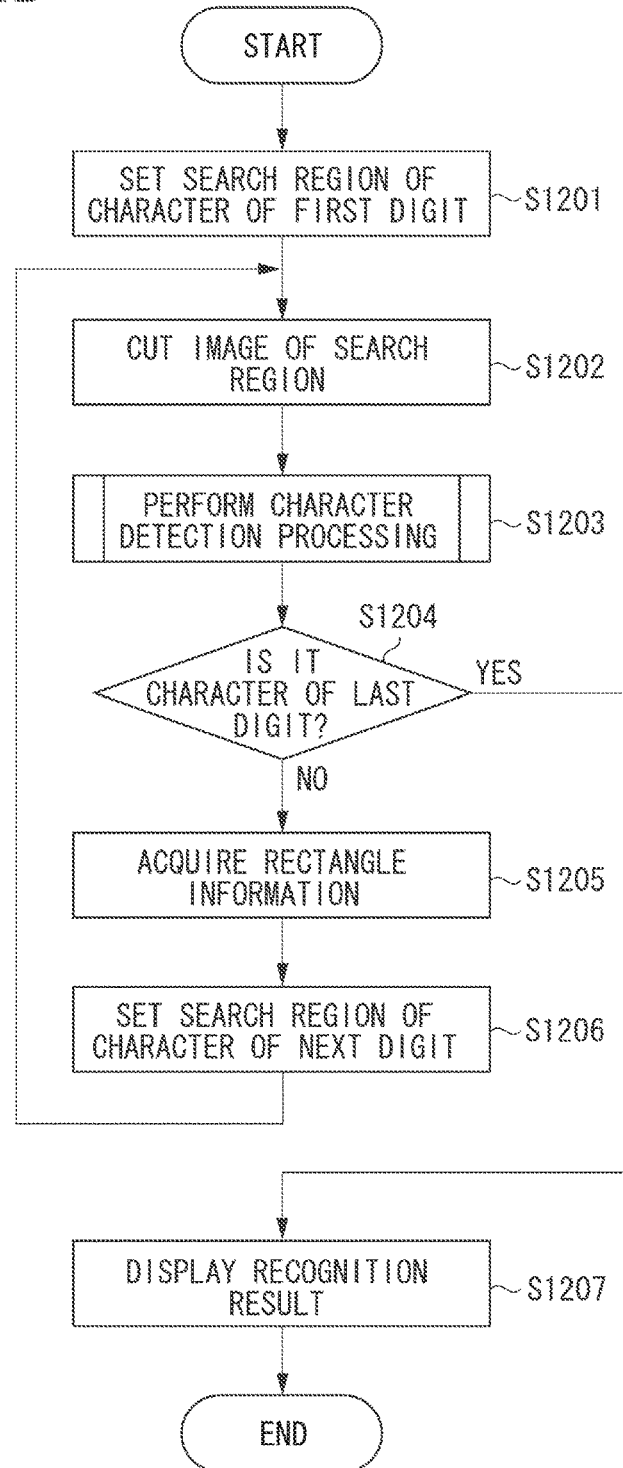 START
SET SEARCH REGION OF
CHARACTER OF FIRST DIGIT
S1201
CUT IMAGE OF SEARCH
REGION
S1202
PERFORM CHARACTER
DETECTION PROCESSING
S1203
S1204
IS IT
CHARACTER OF LAST
DIGIT?
YES
NO
ACQUIRE RECTANGLE
INFORMATION
S1205
SET SEARCH REGION OF
CHARACTER OF NEXT DIGIT
S1206
DISPLAY RECOGNITION
RESULT
S1207
END